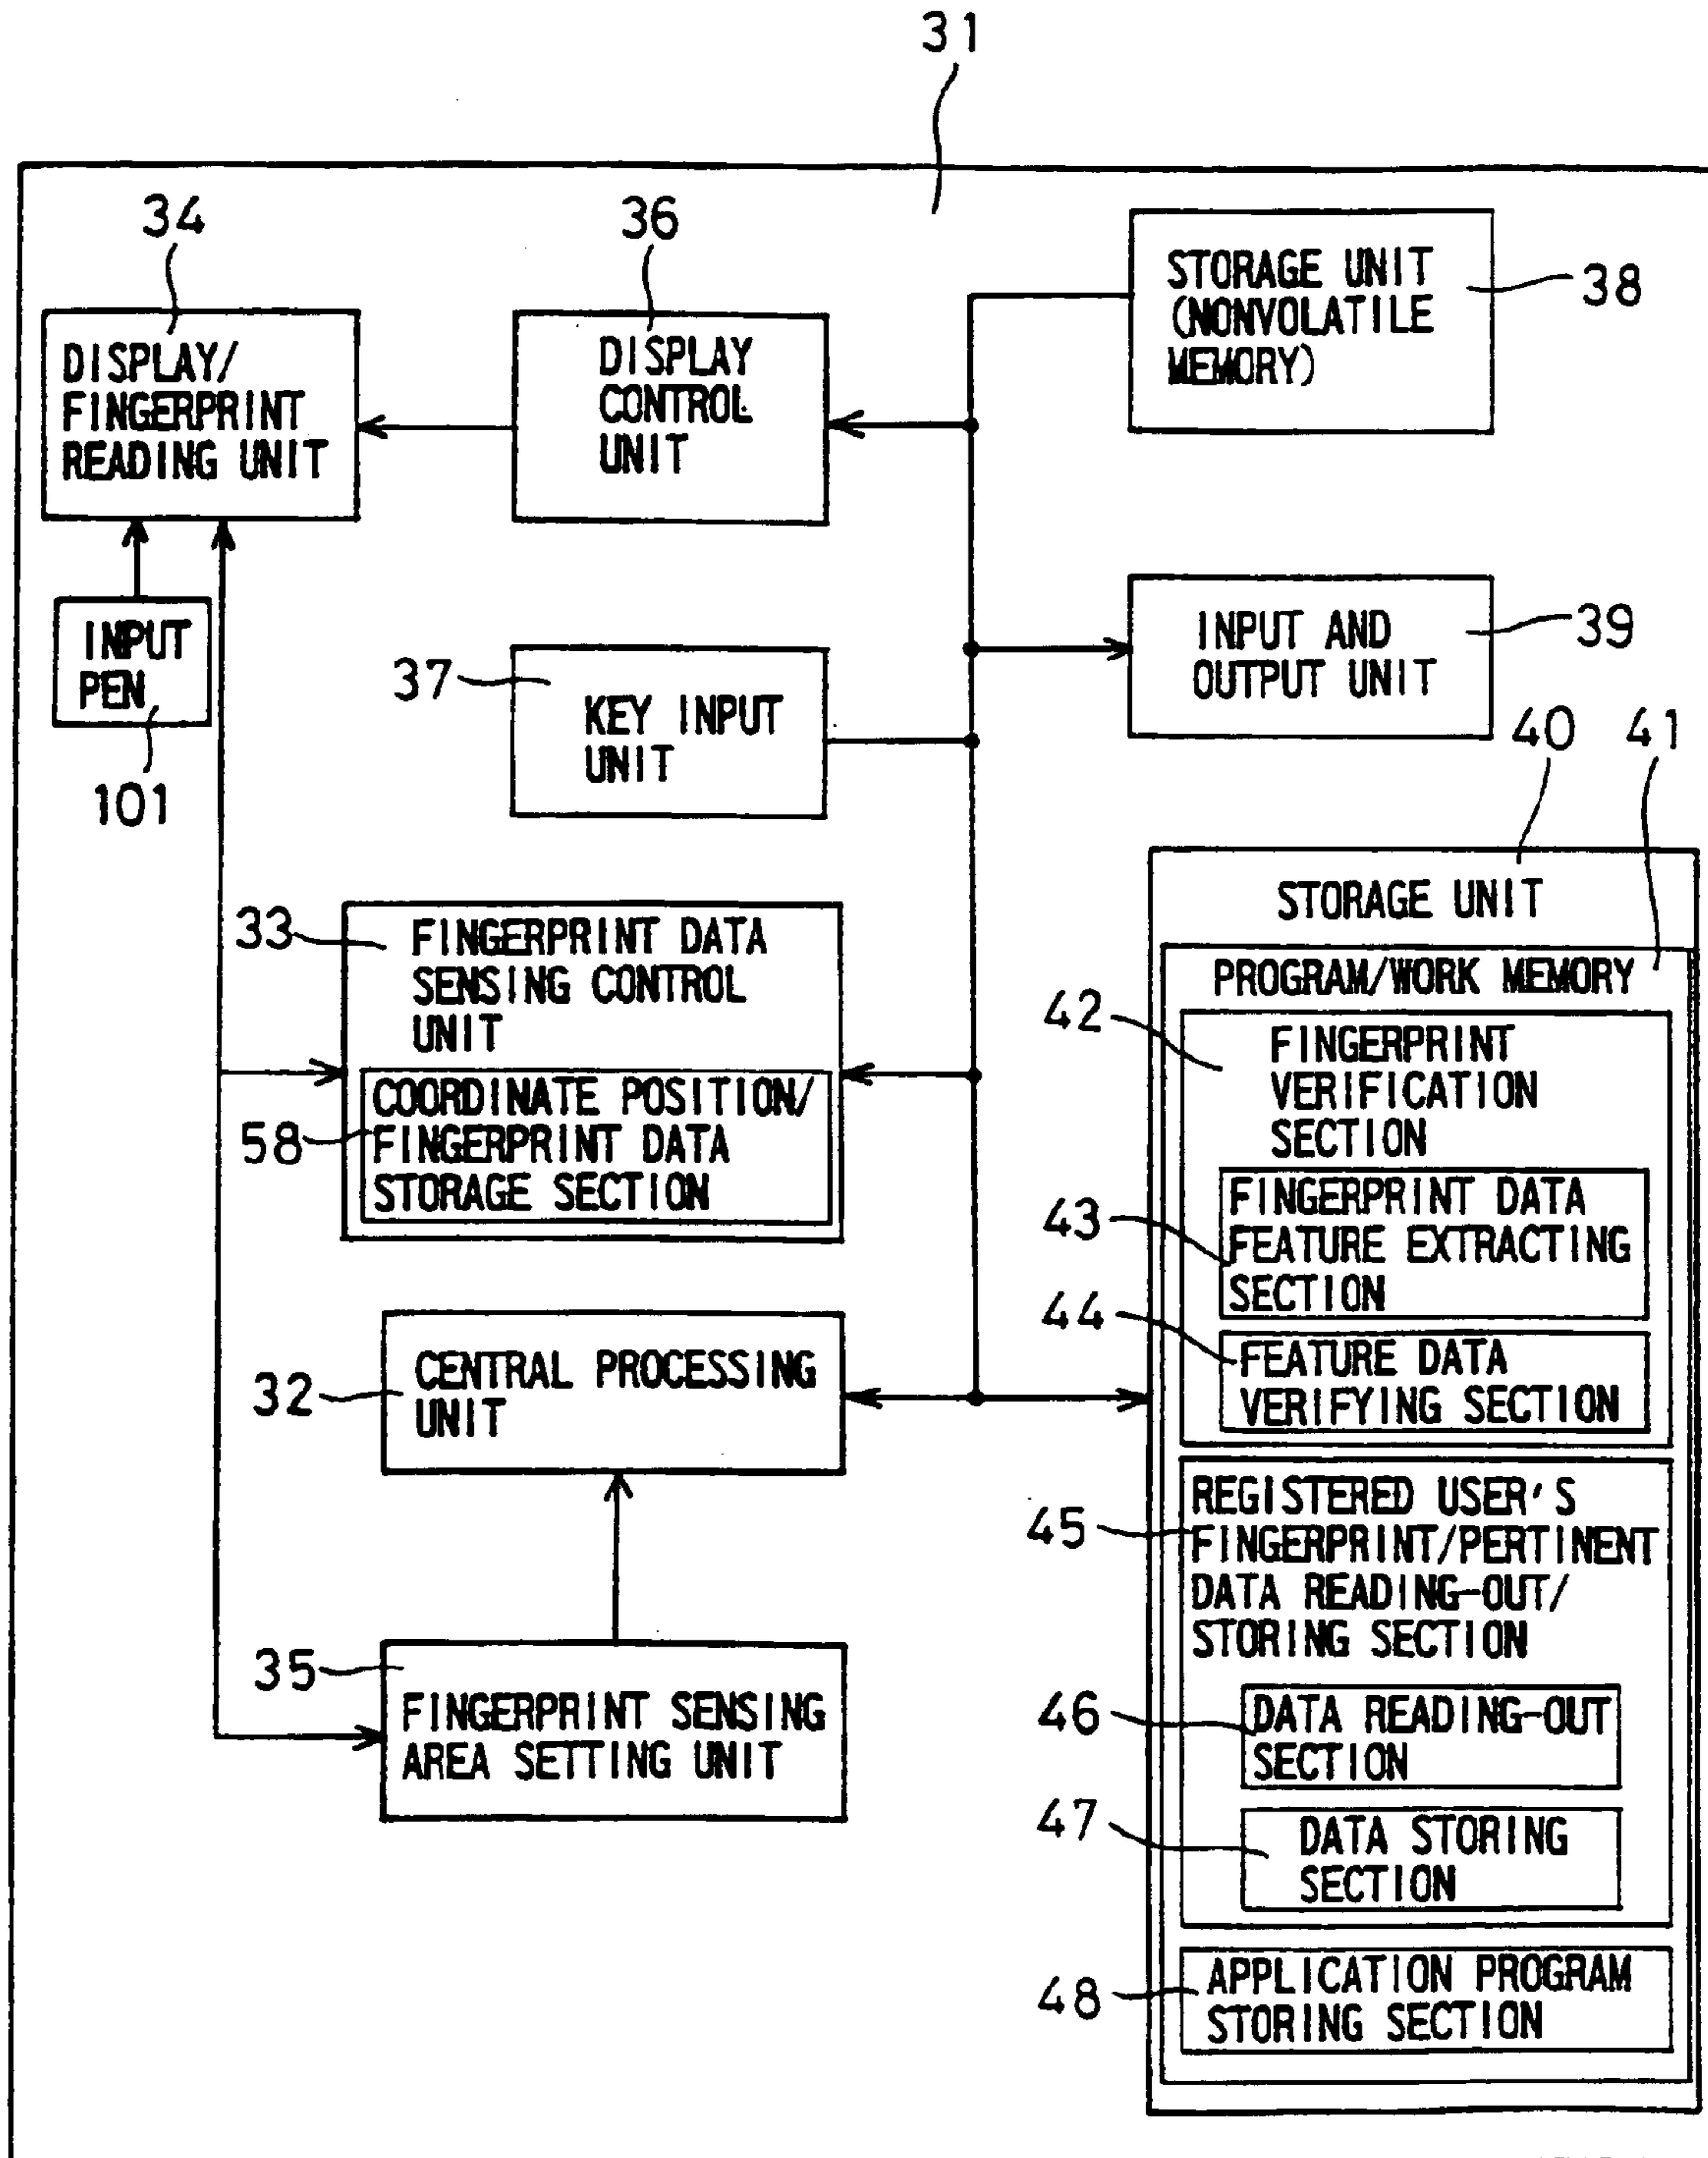 31
34
DISPLAY/
FINGERPRINT
READING UNIT
36
DISPLAY
CONTROL
UNIT
STORAGE UNIT
(NONVOLATILE
MEMORY)
38
INPUT
PEN
101
37
KEY INPUT
UNIT
INPUT AND
OUTPUT UNIT
39
33
FINGERPRINT DATA
SENSING CONTROL
UNIT
58
COORDINATE POSITION/
FINGERPRINT DATA
STORAGE SECTION
32
CENTRAL PROCESSING
UNIT
35
FINGERPRINT SENSING
AREA SETTING UNIT
40
41
STORAGE UNIT
PROGRAM/WORK MEMORY
42
FINGERPRINT
VERIFICATION
SECTION
43
FINGERPRINT DATA
FEATURE EXTRACTING
SECTION
44
FEATURE DATA
VERIFYING SECTION
45
REGISTERED USER'S
FINGERPRINT/PERTINENT
DATA READING-OUT/
STORING SECTION
46
DATA READING-OUT
SECTION
47
DATA STORING
SECTION
48
APPLICATION PROGRAM
STORING SECTION